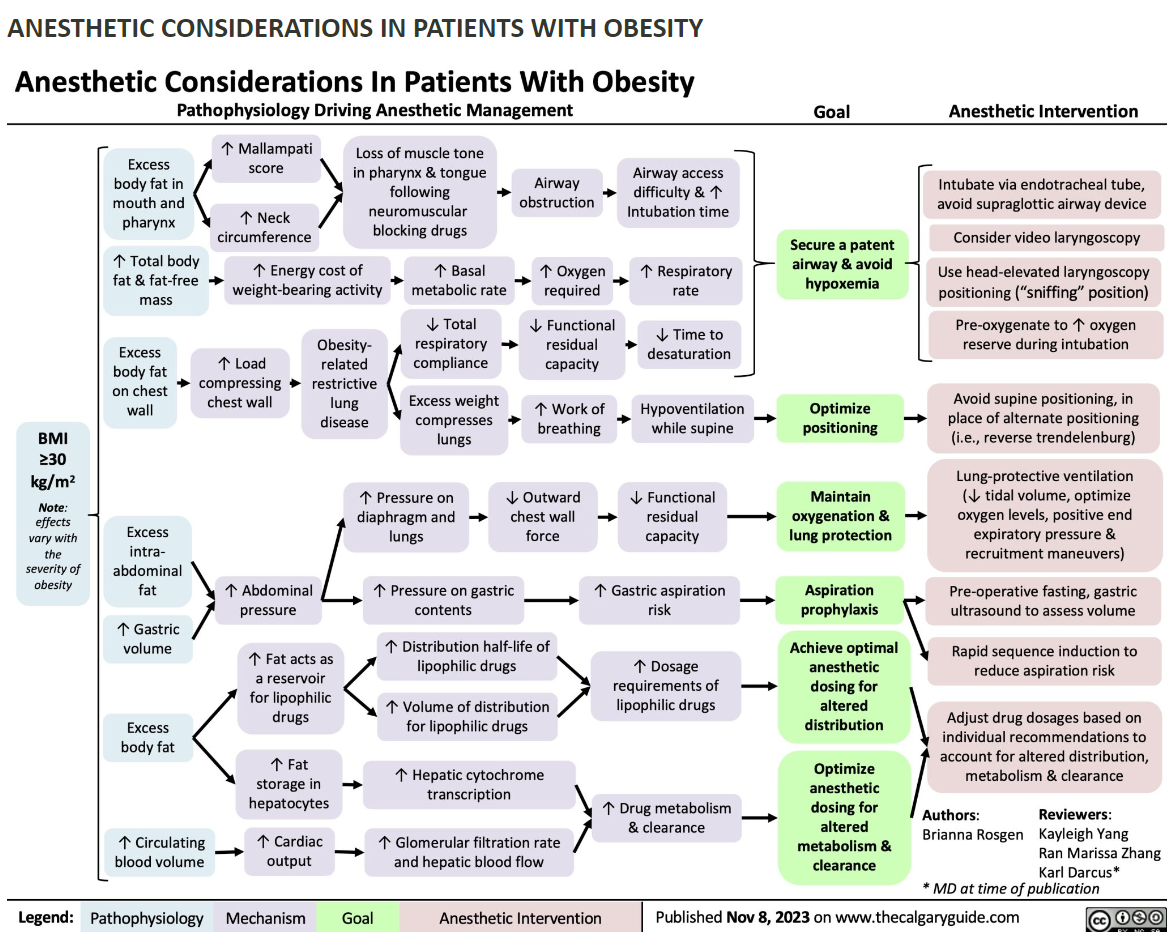 ANESTHETIC CONSIDERATIONS IN PATIENTS WITH OBESITY
Anesthetic Considerations In Patients With Obesity
Pathophysiology Driving Anesthetic Management
Goal
Anesthetic Intervention
BMI
≥30
kg/m²
Note:
effects
vary with
the
severity of
obesity
Excess
body fat in
mouth and
pharynx
↑ Mallampati
score
↑ Neck
circumference
Loss of muscle tone
in pharynx & tongue
following
neuromuscular
blocking drugs
Airway
obstruction
Airway access
difficulty & ↑
Intubation time
↑ Total body
fat & fat-free
mass
↑ Energy cost of
weight-bearing activity
↑ Basal
metabolic rate
↑ Oxygen
required
↑ Respiratory
rate
Excess
body fat
on chest
wall
↑ Load
compressing
chest wall
Obesity-
related
restrictive
lung
disease
↓ Total
respiratory
compliance
↓ Functional
residual
capacity
↓ Time to
desaturation
Secure a patent
airway & avoid
hypoxemia
Intubate via endotracheal tube,
avoid supraglottic airway device
Consider video laryngoscopy
Use head-elevated laryngoscopy
positioning (“sniffing” position)
Pre-oxygenate to ↑ oxygen
reserve during intubation
Excess weight
compresses
lungs
↑ Work of
breathing
Hypoventilation
while supine
Optimize
positioning
Avoid supine positioning, in
place of alternate positioning
(i.e., reverse trendelenburg)
Excess
intra-
abdominal
fat
↑ Gastric
volume
↑ Abdominal
pressure
↑ Pressure on
diaphragm and
lungs
↓ Outward
chest wall
force
↓ Functional
residual
capacity
Maintain
oxygenation &
lung protection
Lung-protective ventilation
(↓ tidal volume, optimize
oxygen levels, positive end
expiratory pressure &
recruitment maneuvers)
↑ Pressure on gastric
contents
↑ Gastric aspiration
risk
Aspiration
prophylaxis
Pre-operative fasting, gastric
ultrasound to assess volume
Rapid sequence induction to
reduce aspiration risk
Excess
body fat
↑ Fat acts as
a reservoir
for lipophilic
drugs
↑ Distribution half-life of
lipophilic drugs
↑ Volume of distribution
for lipophilic drugs
↑ Dosage
requirements of
lipophilic drugs
Achieve optimal
anesthetic
dosing for
altered
distribution
Adjust drug dosages based on
individual recommendations to
account for altered distribution,
metabolism & clearance
↑ Fat
storage in
hepatocytes
↑ Hepatic cytochrome
transcription
↑ Circulating
blood volume
↑ Cardiac
output
↑ Glomerular filtration rate
and hepatic blood flow
↑ Drug metabolism
& clearance
Optimize
anesthetic
dosing for
altered
metabolism &
clearance
Authors:
Brianna Rosgen
Reviewers:
Kayleigh Yang
Ran Marissa Zhang
Karl Darcus*
* MD at time of publication
Legend:
Pathophysiology
Mechanism
Goal
Anesthetic Intervention
Published Nov 8, 2023 on www.thecalgaryguide.com
cc